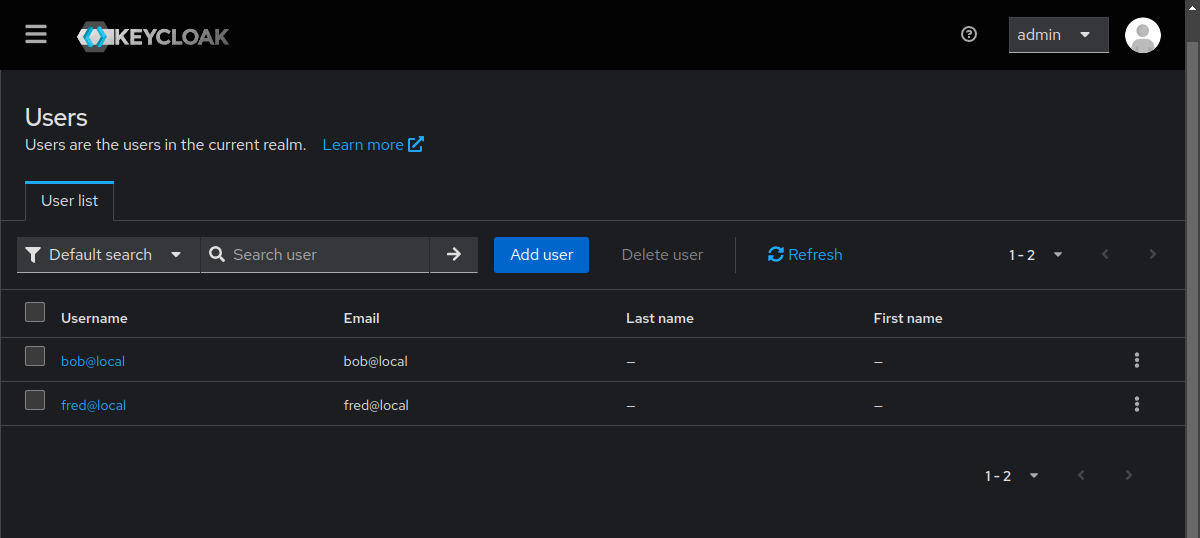 KEYCLOAK
admin
Users
Users are the users in the current realm. Learn more
User list
Default search Search user Add user Delete user Refresh 1 - 2
Username Email Last name First name
bob@local bob@local – –
fred@local fred@local – –
1 - 2